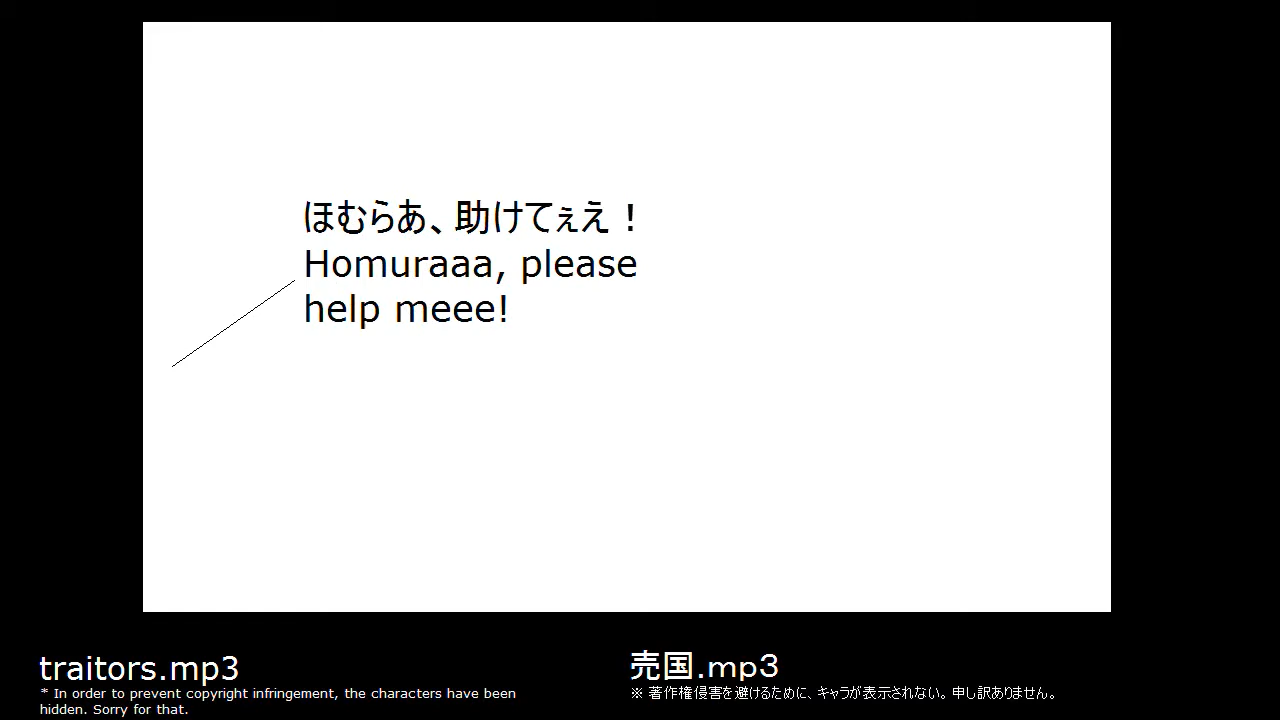 ほむらあ、助けてぇえ！
Homuraaa, please
help meee!
traitors.mp3
* In order to prevent copyright infringement, the characters have been
hidden. Sorry for that.
売国.mp3
※ 著作権侵害を避けるために、キャラが表示されない。申し訳ありません。